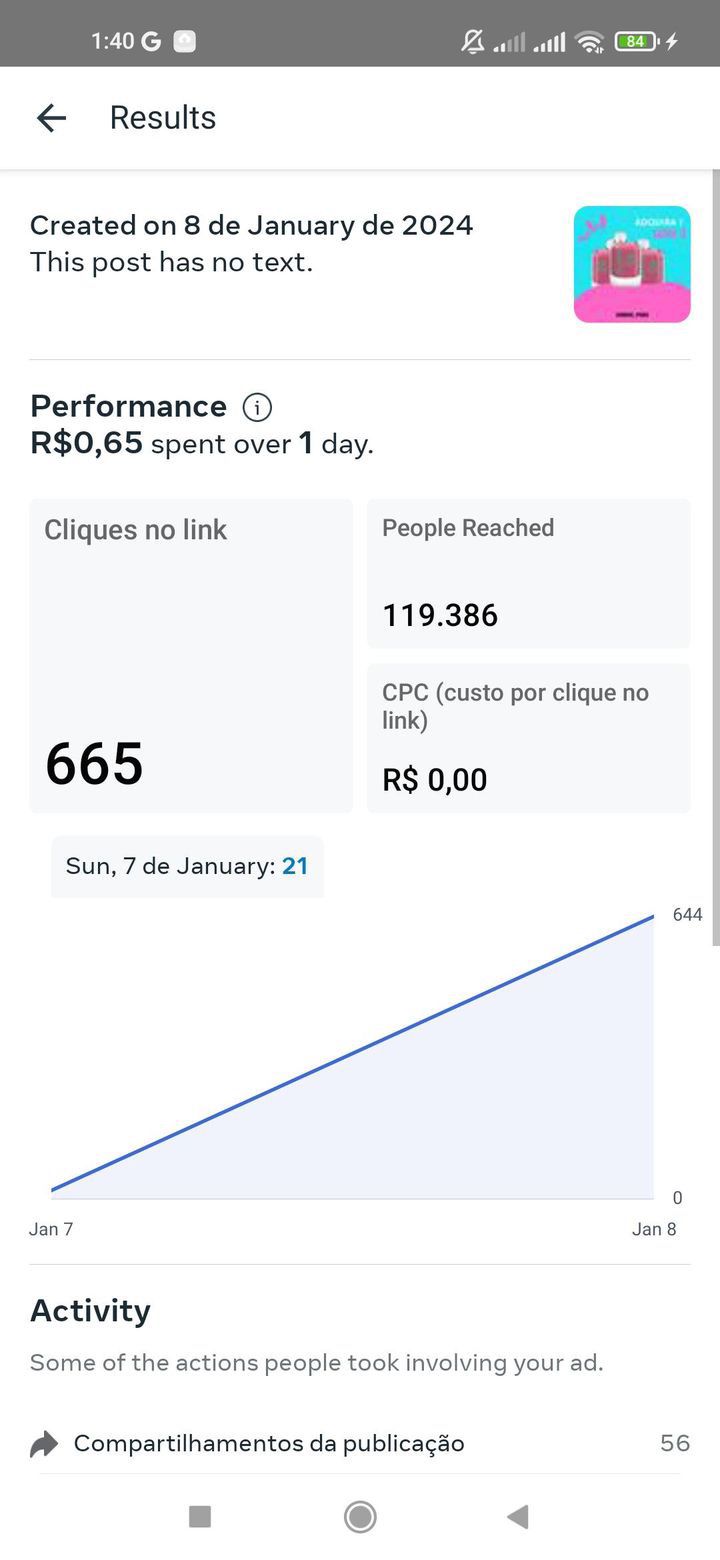 1:40
84
Results
Created on 8 de January de 2024
This post has no text.
Performance
R$0,65 spent over 1 day.
Cliques no link
665
People Reached
119.386
CPC (custo por clique no
link)
R$ 0,00
Sun, 7 de January: 21
644
0
Jan 7
Jan 8
Activity
Some of the actions people took involving your ad.
Compartilhamentos da publicação
56